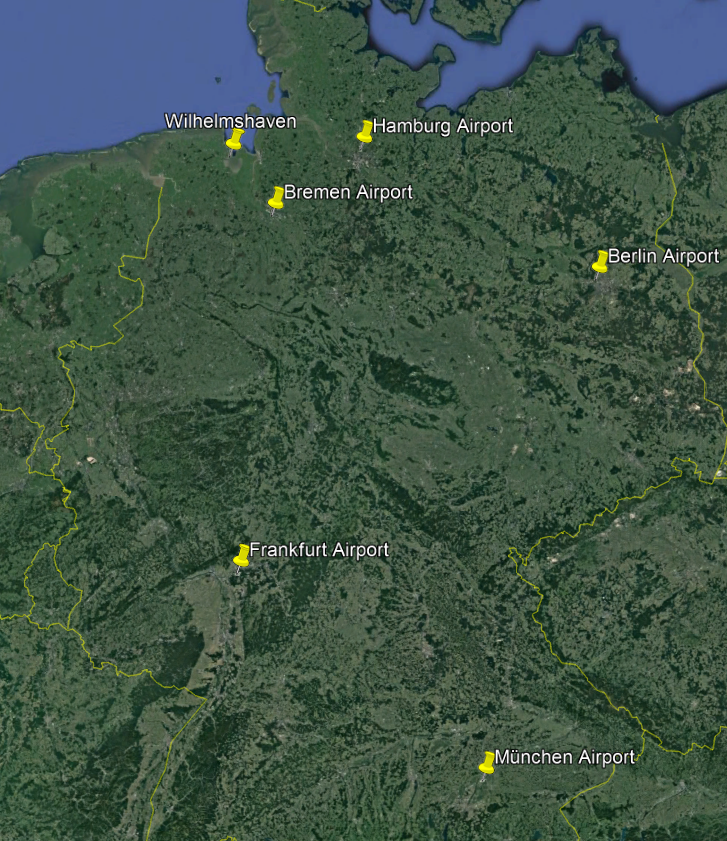 Wilhelmshaven
Hamburg Airport
Bremen Airport
Berlin Airport
Frankfurt Airport
München Airport